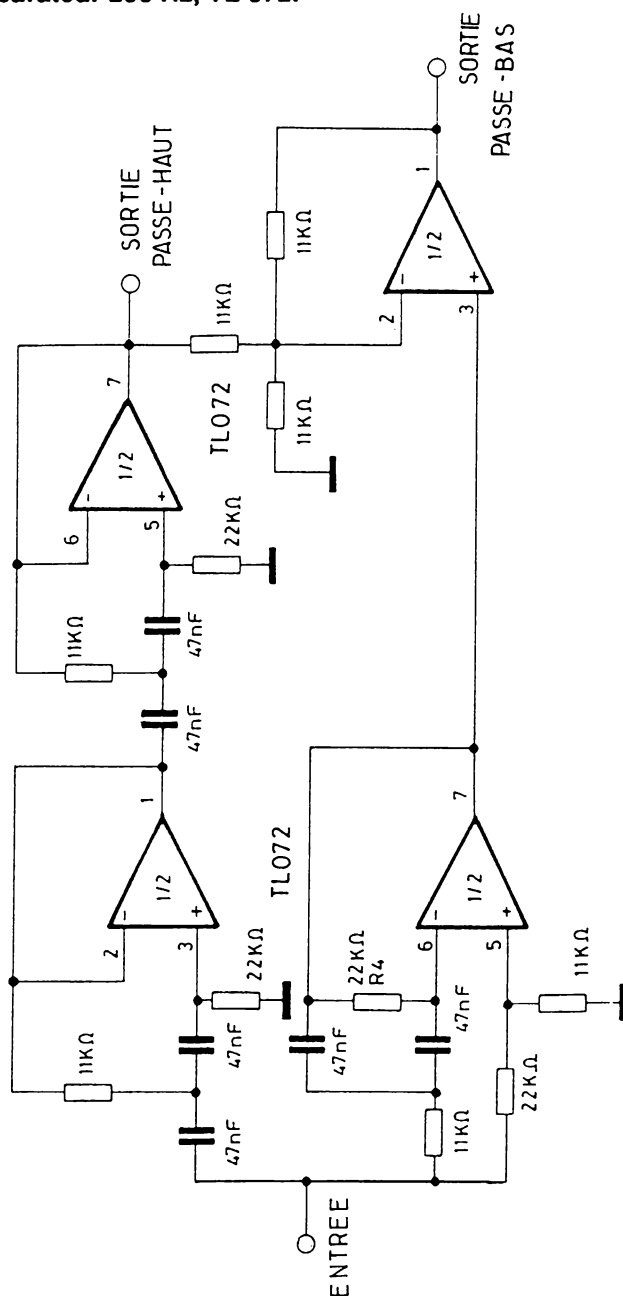 SORTIE
PASSE-HAUT
SORTIE
PASSE-BAS
1
1/2
-
+
2
3
11KΩ
11KΩ
11KΩ
7
TL072
1/2
-
+
6
5
22KΩ
11KΩ
47nF
47nF
1
1/2
-
+
2
3
22KΩ
11KΩ
47nF
47nF
TL072
7
1/2
-
+
6
5
22KΩ
R4
47nF
47nF
11KΩ
22KΩ
11KΩ
ENTREE